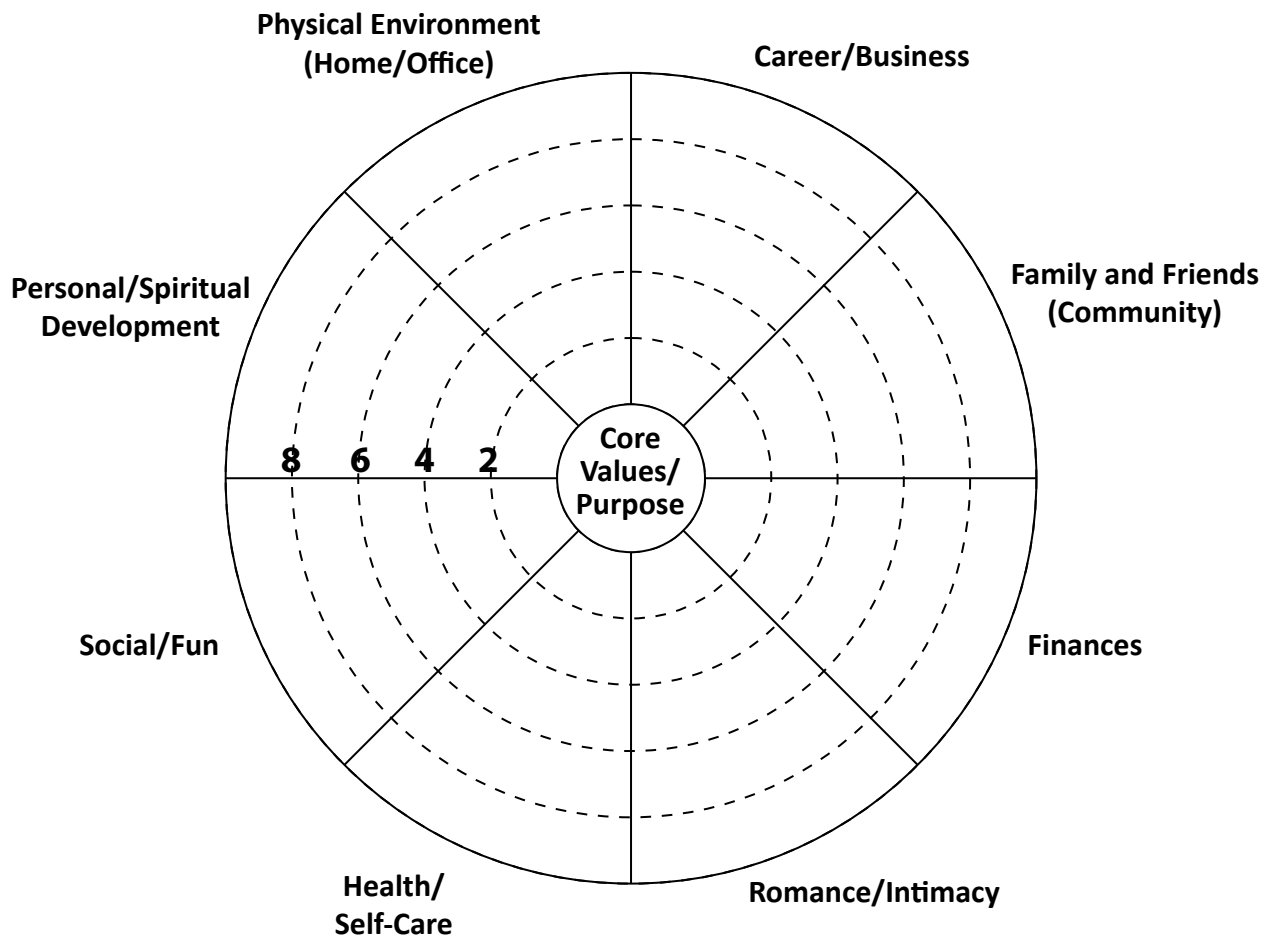 Physical Environment
(Home/Office)
Career/Business
Family and Friends
(Community)
Personal/Spiritual
Development
8 6 4 2
Core
Values/
Purpose
Social/Fun
Finances
Health/
Self-Care
Romance/Intimacy